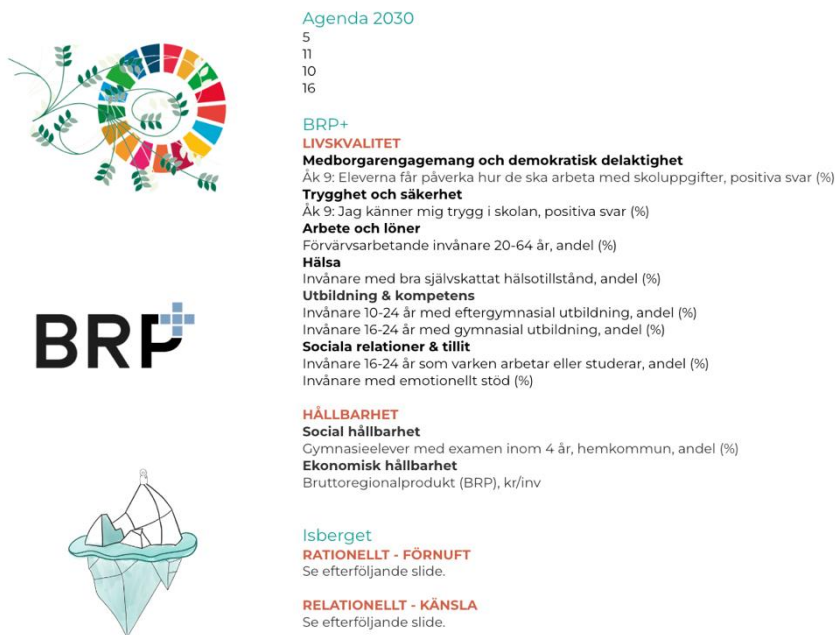 Agenda 2030
5
11
10
16
BRP+
LIVSKVALITET
Medborgarengagemang och demokratisk delaktighet
Åk 9: Eleverna får påverka hur de ska arbeta med skoluppgifter, positiva svar (%)
Trygghet och säkerhet
Åk 9: Jag känner mig trygg i skolan, positiva svar (%)
Arbete och löner
Förvärvsarbetande invånare 20-64 år, andel (%)
Hälsa
Invånare med bra självskattat hälsotillstånd, andel (%)
Utbildning & kompetens
Invånare 10-24 år med eftergymnasial utbildning, andel (%)
Invånare 16-24 år med gymnasial utbildning, andel (%)
Sociala relationer & tillit
Invånare 16-24 år som varken arbetar eller studerar, andel (%)
Invånare med emotionellt stöd (%)
BRP
HÅLLBARHET
Social hållbarhet
Gymnasieelever med examen inom 4 år, hemkommun, andel (%)
Ekonomisk hållbarhet
Bruttoregionalprodukt (BRP), kr/inv
Isberget
RATIONELLT - FÖRNUFT
Se efterföljande slide.
RELATIONELLT - KÄNSLA
Se efterföljande slide.